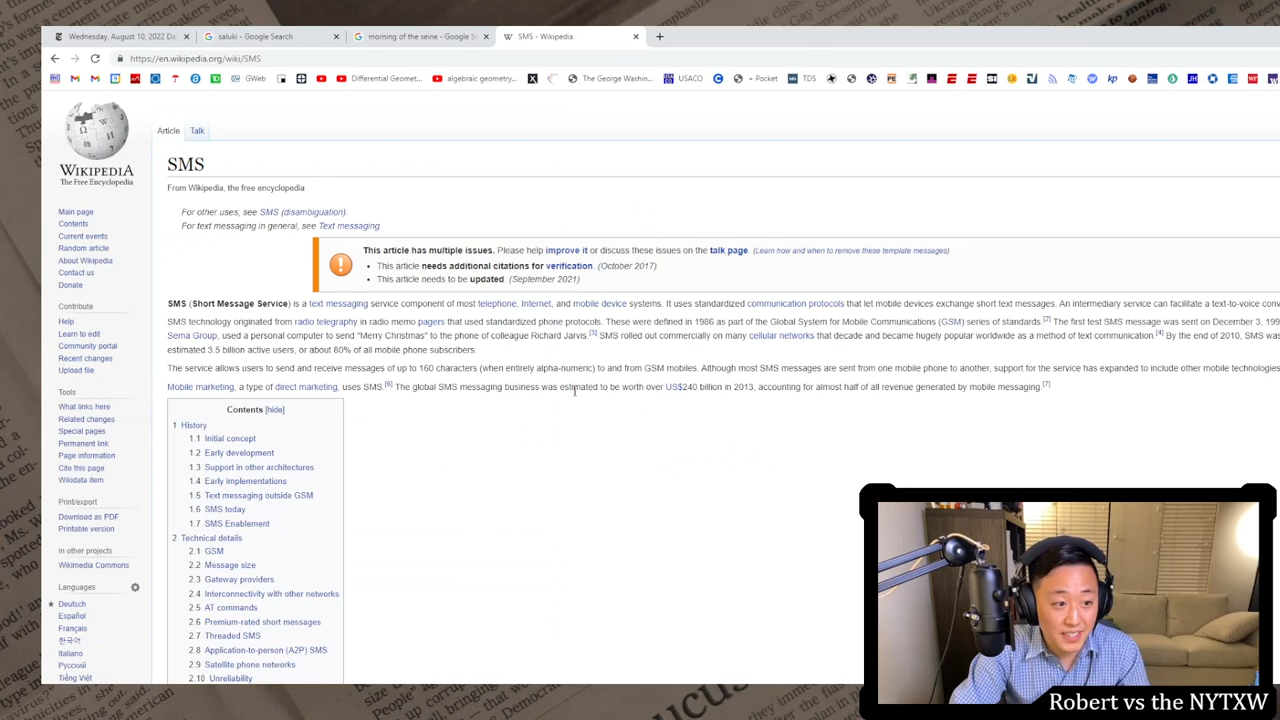 Wednesday, August 10, 2022 Da
saluki - Google Search
morning of the seine - Google Se
SMS - Wikipedia
https://en.wikipedia.org/wiki/SMS
GWeb
Differential Geomet...
algebraic geometry...
The George Washin...
USACO
+ Pocket
TDS
WIKIPEDIA
The Free Encyclopedia
Main page
Contents
Current events
Random article
About Wikipedia
Contact us
Donate
Contribute
Help
Learn to edit
Community portal
Recent changes
Upload file
Tools
What links here
Related changes
Special pages
Permanent link
Page information
Cite this page
Wikidata item
Print/export
Download as PDF
Printable version
In other projects
Wikimedia Commons
Languages
Deutsch
Español
Français
한국어
Italiano
Русский
Tiếng Việt
Article Talk
SMS
From Wikipedia, the free encyclopedia
For other uses, see SMS (disambiguation).
For text messaging in general, see Text messaging.
This article has multiple issues. Please help improve it or discuss these issues on the talk page. (Learn how and when to remove these template messages)
• This article needs additional citations for verification. (October 2017)
• This article needs to be updated. (September 2021)
SMS (Short Message Service) is a text messaging service component of most telephone, Internet, and mobile device systems. It uses standardized communication protocols that let mobile devices exchange short text messages. An intermediary service can facilitate a text-to-voice conv
SMS technology originated from radio telegraphy in radio memo pagers that used standardized phone protocols. These were defined in 1986 as part of the Global System for Mobile Communications (GSM) series of standards.[2] The first test SMS message was sent on December 3, 199
Sema Group, used a personal computer to send "Merry Christmas" to the phone of colleague Richard Jarvis.[3] SMS rolled out commercially on many cellular networks that decade and became hugely popular worldwide as a method of text communication.[4] By the end of 2010, SMS was
estimated 3.5 billion active users, or about 80% of all mobile phone subscribers.
The service allows users to send and receive messages of up to 160 characters (when entirely alpha-numeric) to and from GSM mobiles. Although most SMS messages are sent from one mobile phone to another, support for the service has expanded to include other mobile technologies
Mobile marketing, a type of direct marketing, uses SMS.[6] The global SMS messaging business was estimated to be worth over US$240 billion in 2013, accounting for almost half of all revenue generated by mobile messaging.[7]
Contents [hide]
1 History
1.1 Initial concept
1.2 Early development
1.3 Support in other architectures
1.4 Early implementations
1.5 Text messaging outside GSM
1.6 SMS today
1.7 SMS Enablement
2 Technical details
2.1 GSM
2.2 Message size
2.3 Gateway providers
2.4 Interconnectivity with other networks
2.5 AT commands
2.6 Premium-rated short messages
2.7 Threaded SMS
2.8 Application-to-person (A2P) SMS
2.9 Satellite phone networks
2.10 Unreliability
Robert vs the NYTXW